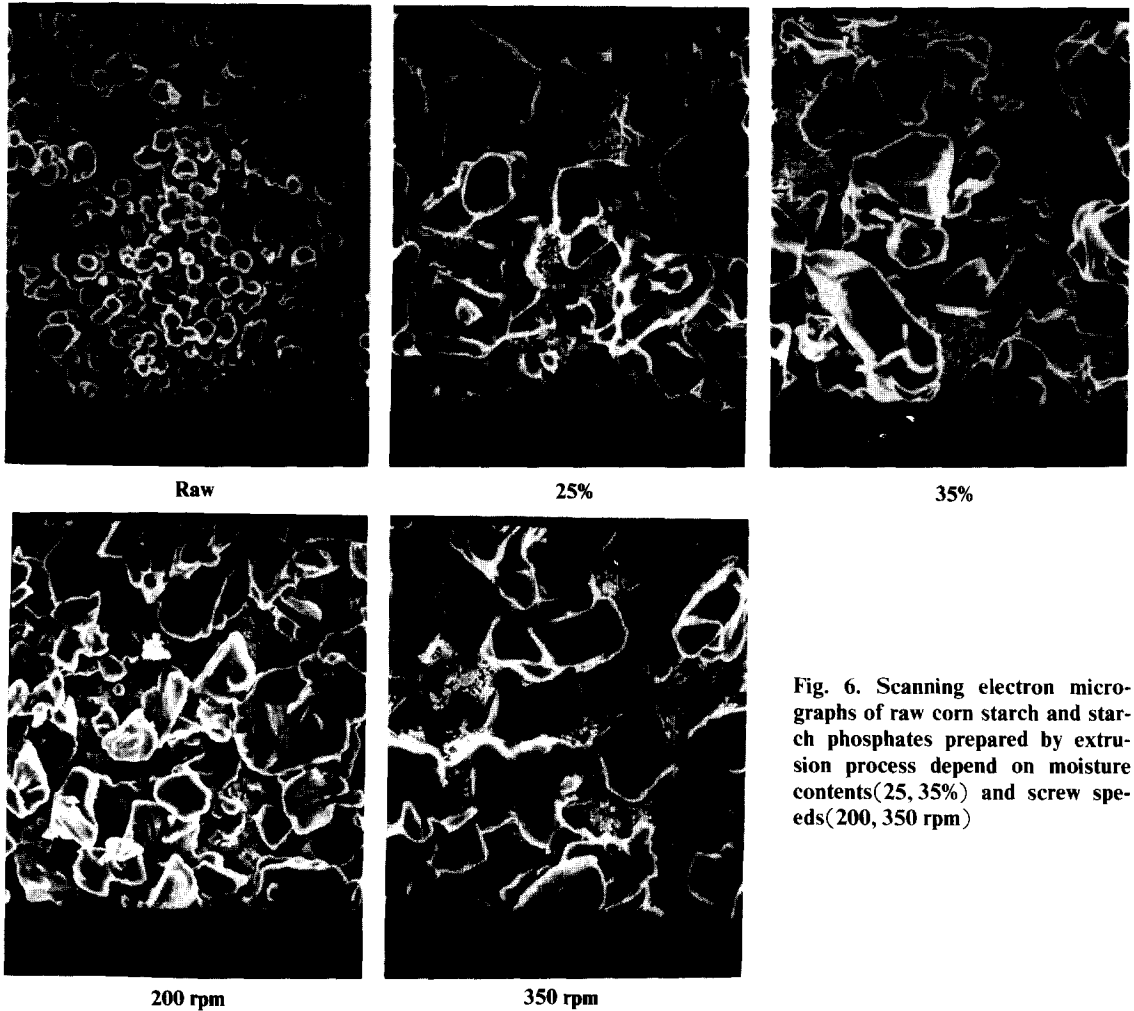 Raw
25%
35%
200 rpm
350 rpm
Fig. 6. Scanning electron micro-
graphs of raw corn starch and star-
ch phosphates prepared by extru-
sion process depend on moisture
contents(25, 35%) and screw spe-
eds(200, 350 rpm)